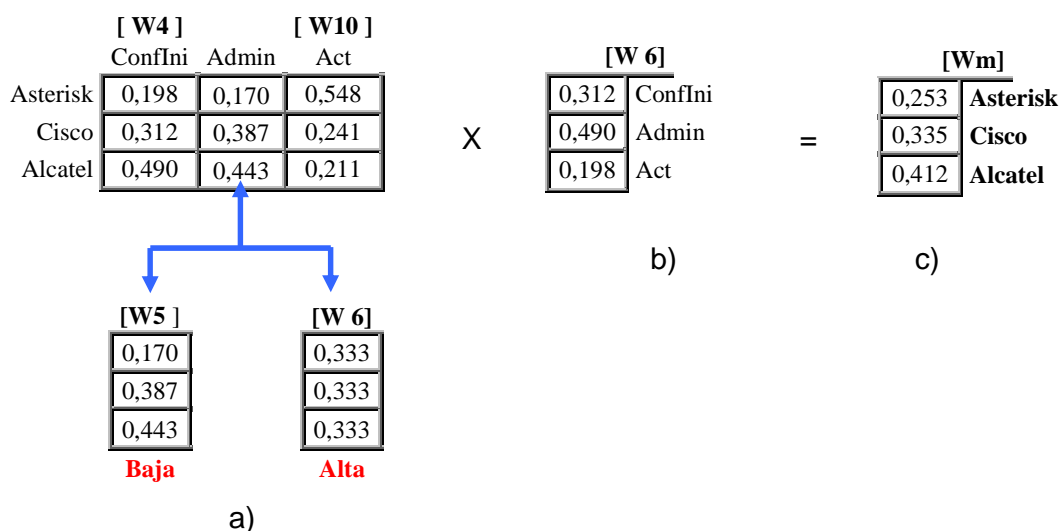 [ W4 ] [ W10 ]
ConfIni Admin Act
Asterisk 0,198 0,170 0,548
Cisco 0,312 0,387 0,241
Alcatel 0,490 0,443 0,211
X
[W 6]
0,312 ConfIni
0,490 Admin
0,198 Act
=
[Wm]
0,253 Asterisk
0,335 Cisco
0,412 Alcatel
b)
c)
[W5 ]
0,170
0,387
0,443
Baja
[W 6]
0,333
0,333
0,333
Alta
a)